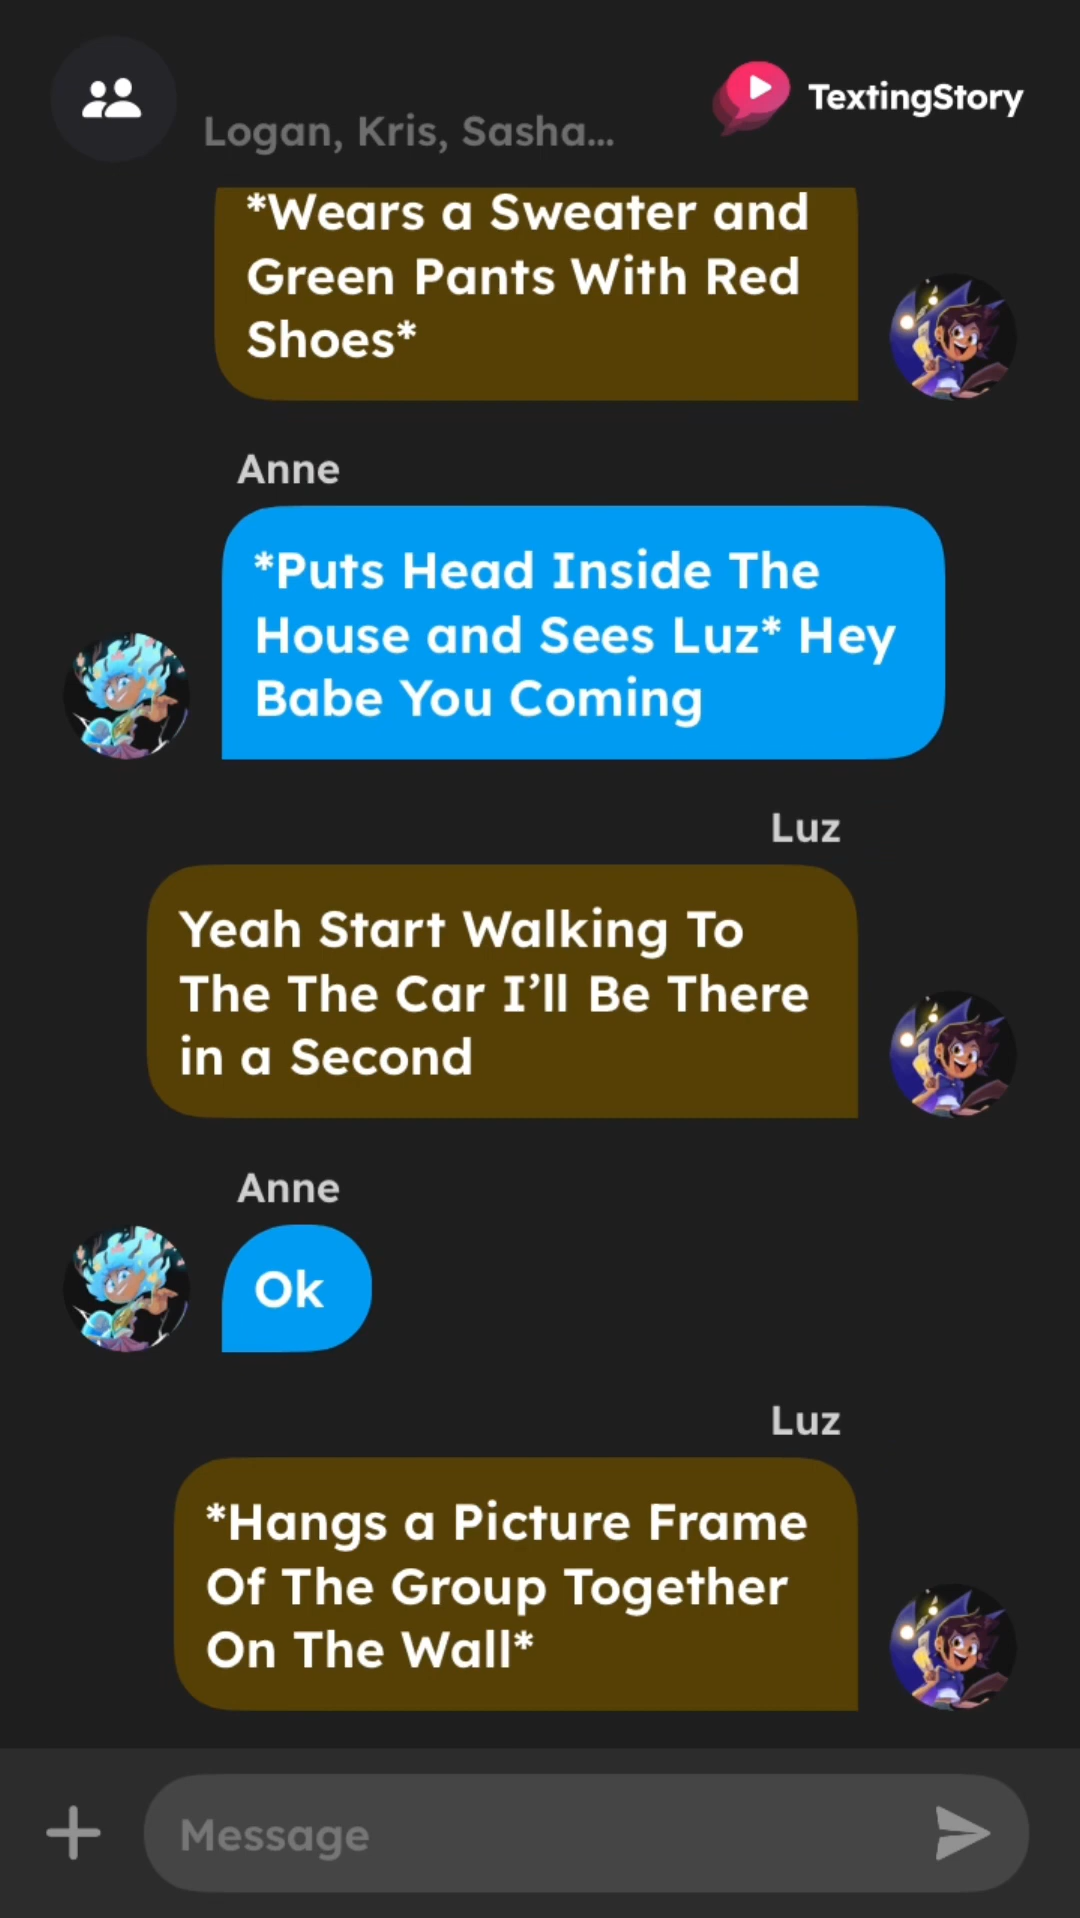 TextingStory
Logan, Kris, Sasha...
*Wears a Sweater and
Green Pants With Red
Shoes*
Anne
*Puts Head Inside The
House and Sees Luz* Hey
Babe You Coming
Luz
Yeah Start Walking To
The The Car I’ll Be There
in a Second
Anne
Ok
Luz
*Hangs a Picture Frame
Of The Group Together
On The Wall*
Message